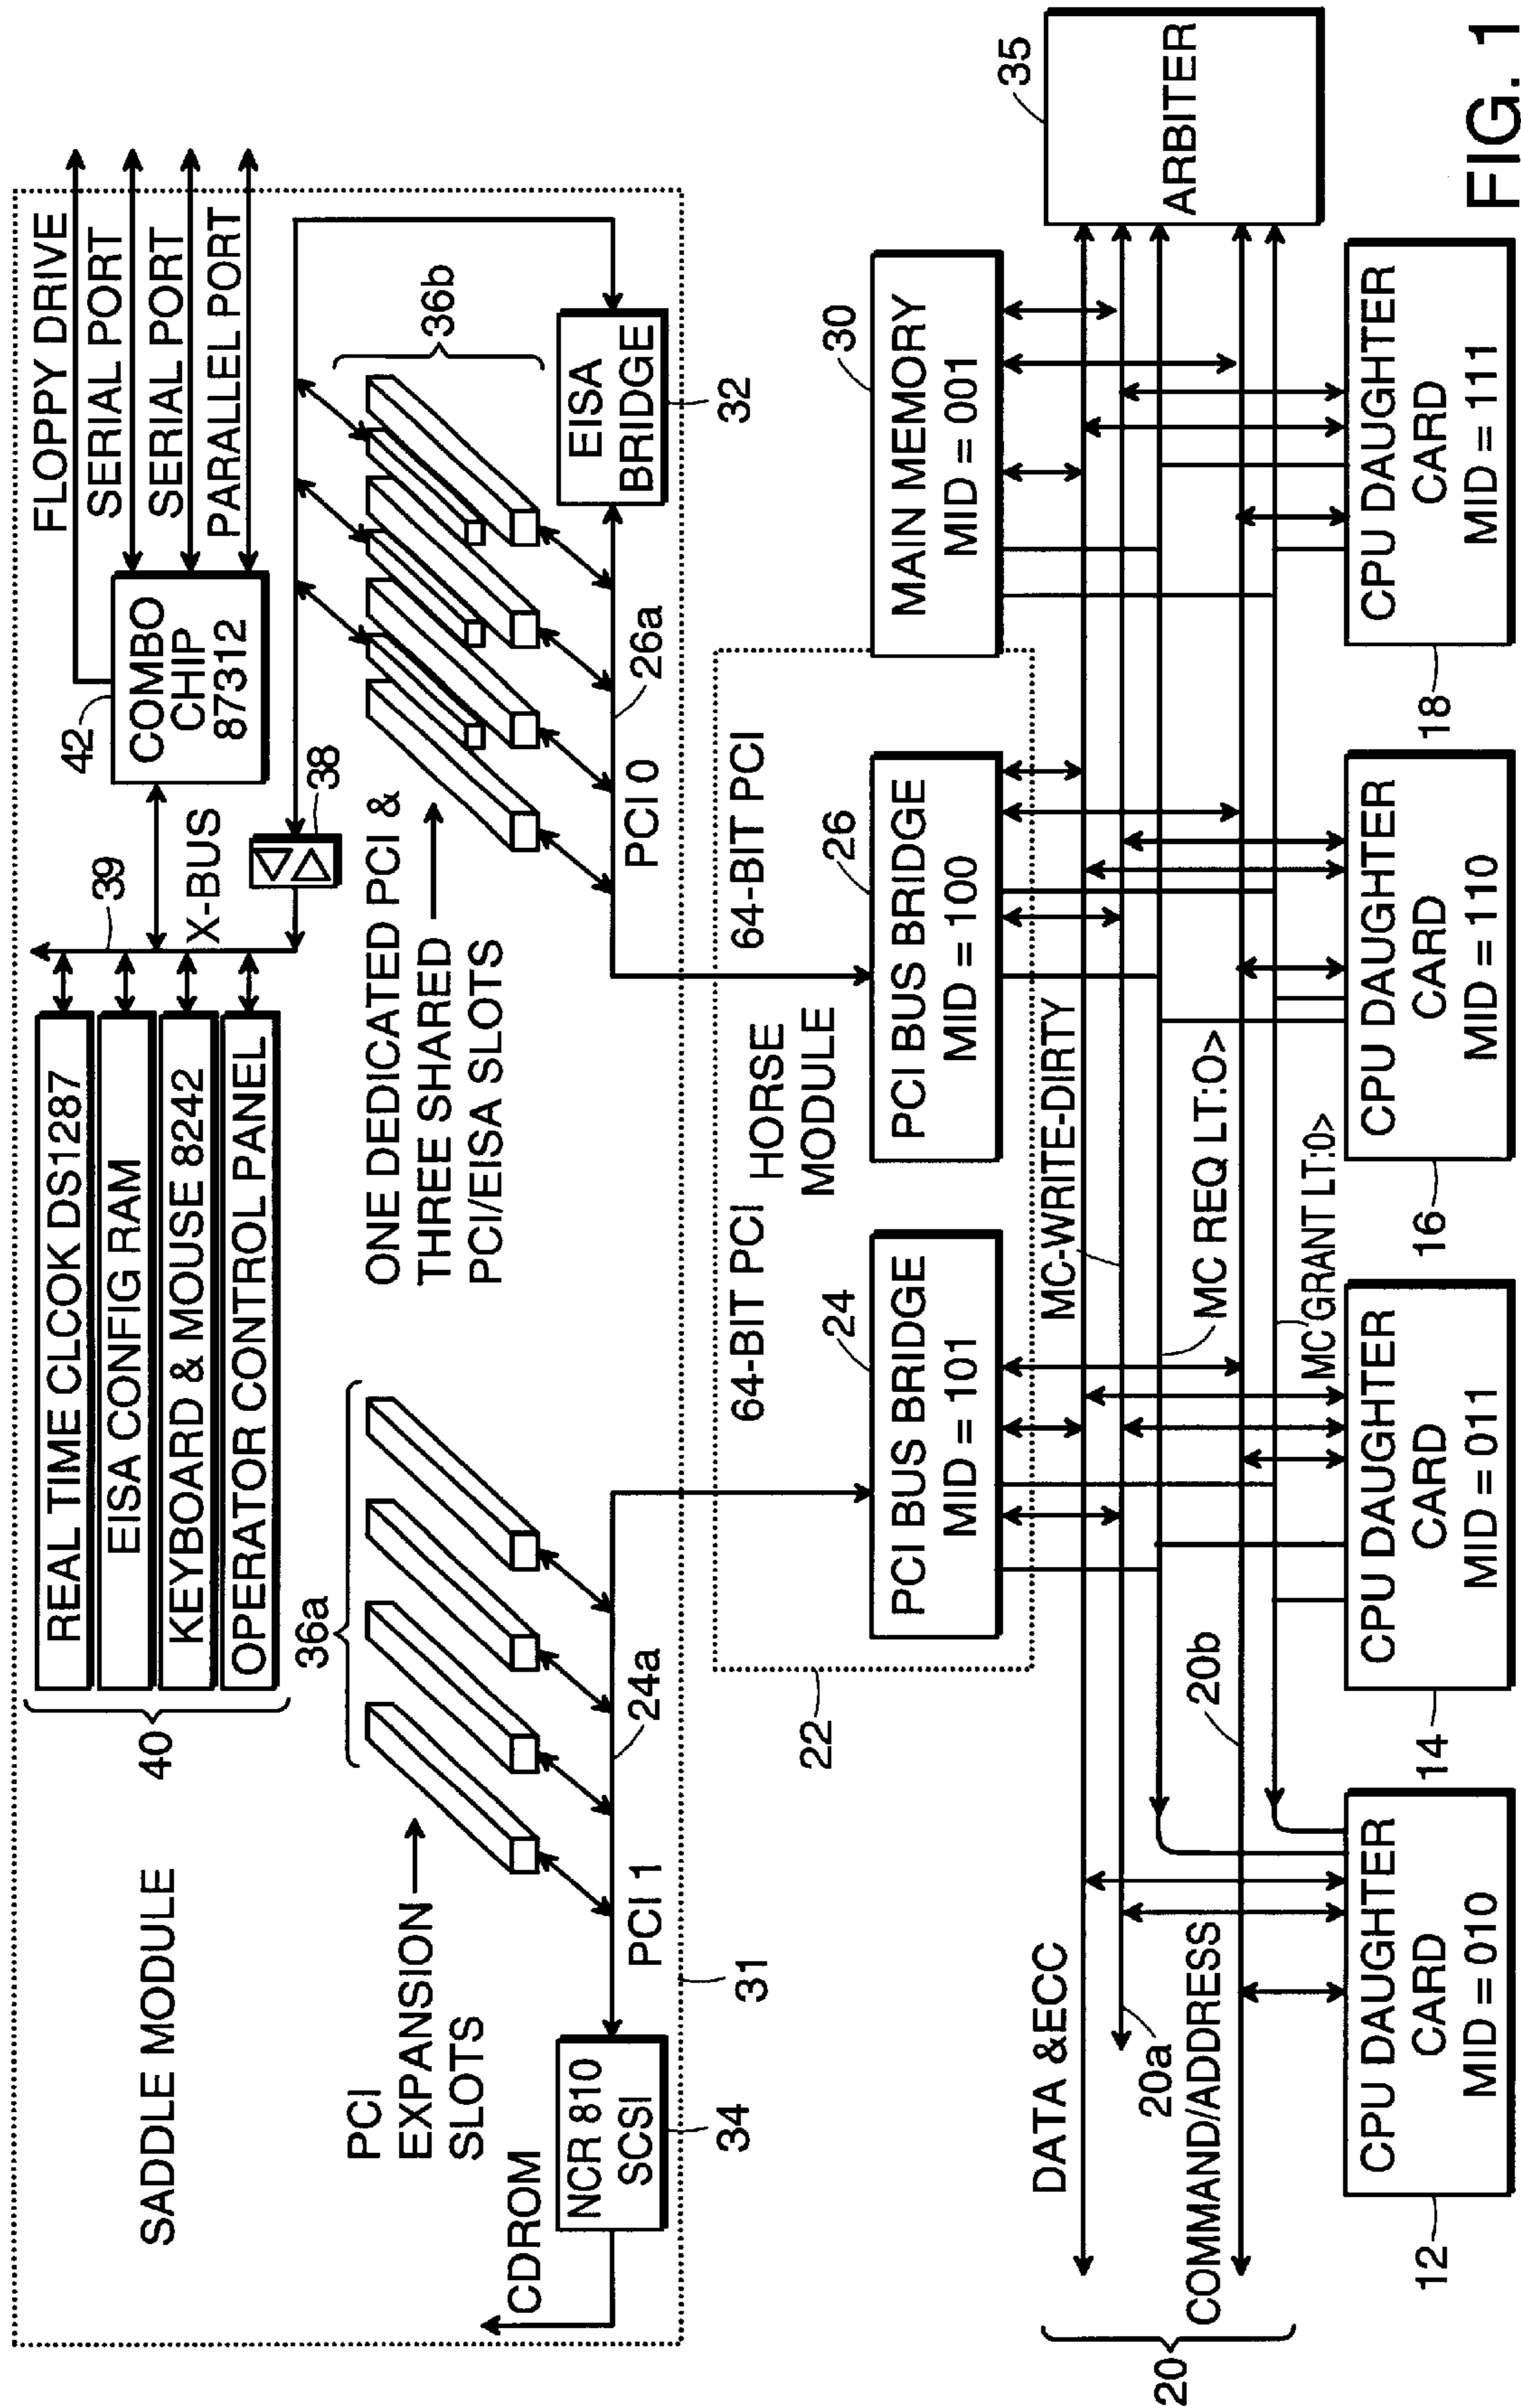 SADDLE MODULE
40
REAL TIME CLCOK DS1287
EISA CONFIG RAM
KEYBOARD & MOUSE 8242
OPERATOR CONTROL PANEL
39
X-BUS
38
42
COMBO
CHIP
87312
FLOPPY DRIVE
SERIAL PORT
SERIAL PORT
PARALLEL PORT
PCI
EXPANSION
SLOTS
36a
ONE DEDICATED PCI &
THREE SHARED
PCI/EISA SLOTS
36b
CDROM
NCR 810
SCSI
34
PCI 1
24a
31
PCI 0
26a
EISA
BRIDGE
32
22
64-BIT PCI
HORSE
MODULE
64-BIT PCI
24
PCI BUS BRIDGE
MID = 101
26
PCI BUS BRIDGE
MID = 100
30
MAIN MEMORY
MID = 001
35
ARBITER
20
DATA &ECC
20a
COMMAND/ADDRESS
20b
MC-WRITE-DIRTY
MC REQ LT:O>
MC GRANT LT:0>
12
CPU DAUGHTER
CARD
MID = 010
14
CPU DAUGHTER
CARD
MID = 011
16
CPU DAUGHTER
CARD
MID = 110
18
CPU DAUGHTER
CARD
MID = 111
FIG. 1